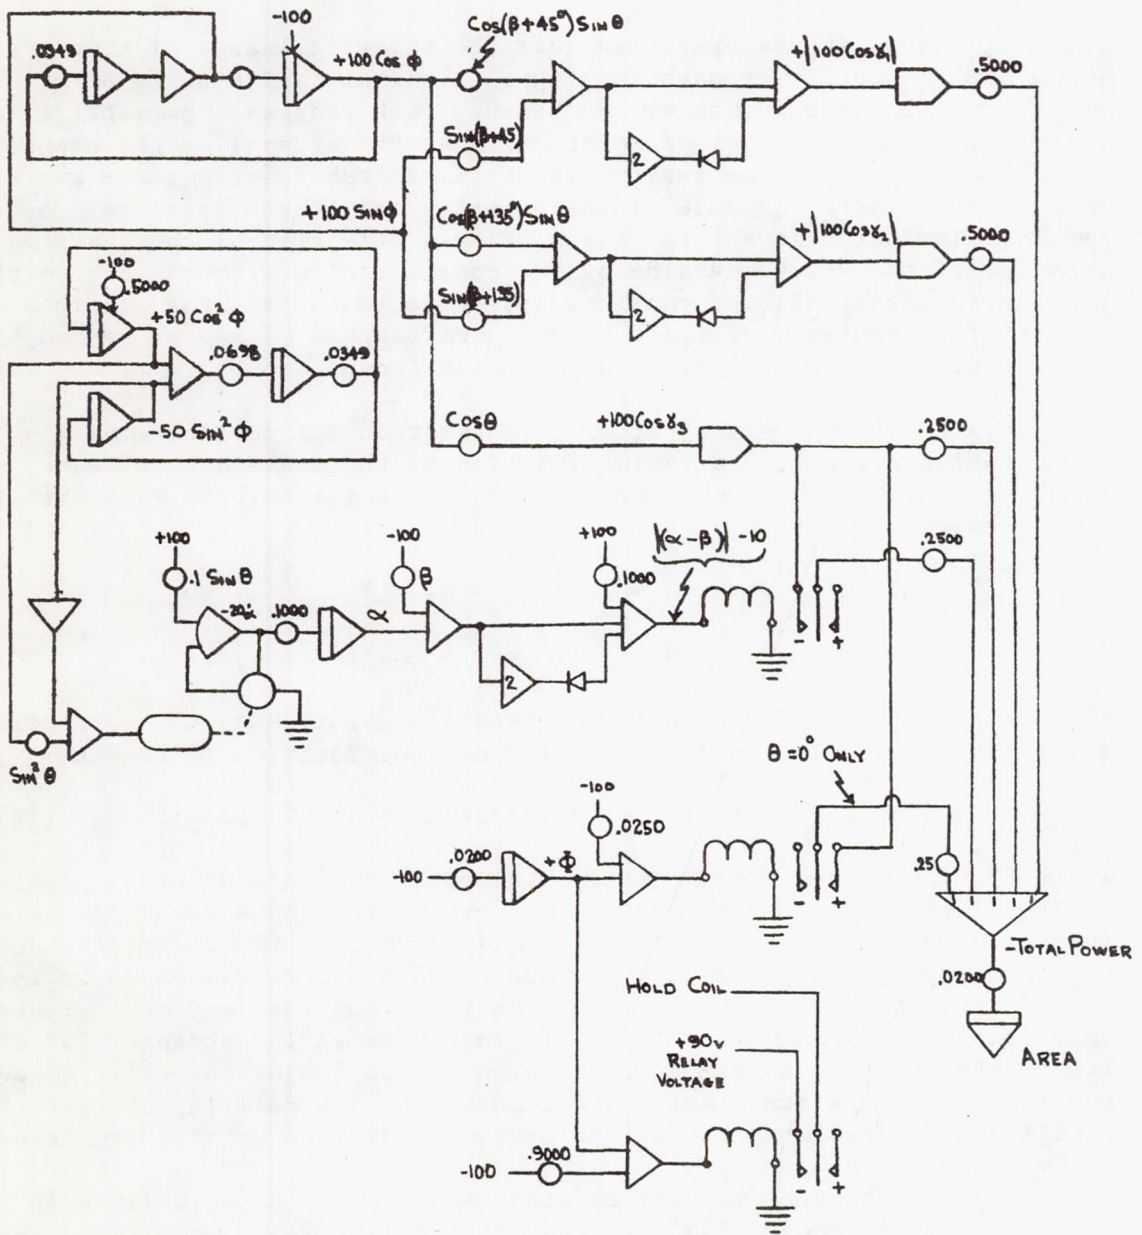 -100
Cos(β+45°) Sin θ
.0349
+100 Cos ϕ
+|100 Cos γ₁|
.5000
Sin(β+45)
+100 Sin ϕ
Cos(β+135°) Sin θ
+|100 Cos γ₂|
.5000
Sin(β+135)
-100
.5000
+50 Cos² ϕ
.0698
.0349
-50 Sin² ϕ
Cos θ
+100 Cos γ₃
.2500
2
2
+100
-100
+100
|(α-β)|-10
.2500
.1 Sin θ
β
.1000
-20α̇
.1000
α
2
- +
Sin² θ
θ=0° ONLY
-100
.0250
-100
.0200
+Φ
.25
- +
-TOTAL POWER
.0200
HOLD COIL
+90V
RELAY
VOLTAGE
AREA
-100
.9000
- +